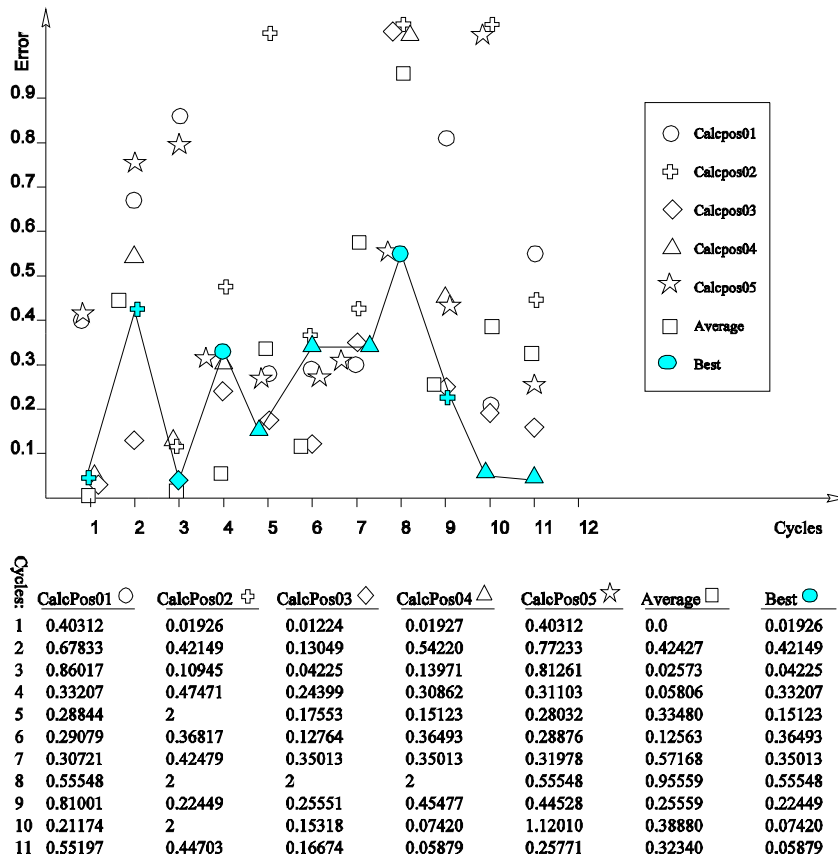 Error
0.9
0.8
0.7
0.6
0.5
0.4
0.3
0.2
0.1
1 2 3 4 5 6 7 8 9 10 11 12
Cycles
Calcpos01
Calcpos02
Calcpos03
Calcpos04
Calcpos05
Average
Best
Cycles: CalcPos01 CalcPos02 CalcPos03 CalcPos04 CalcPos05 Average Best
1 0.40312 0.01926 0.01224 0.01927 0.40312 0.0 0.01926
2 0.67833 0.42149 0.13049 0.54220 0.77233 0.42427 0.42149
3 0.86017 0.10945 0.04225 0.13971 0.81261 0.02573 0.04225
4 0.33207 0.47471 0.24399 0.30862 0.31103 0.05806 0.33207
5 0.28844 2 0.17553 0.15123 0.28032 0.33480 0.15123
6 0.29079 0.36817 0.12764 0.36493 0.28876 0.12563 0.36493
7 0.30721 0.42479 0.35013 0.35013 0.31978 0.57168 0.35013
8 0.55548 2 2 2 0.55548 0.95559 0.55548
9 0.81001 0.22449 0.25551 0.45477 0.44528 0.25559 0.22449
10 0.21174 2 0.15318 0.07420 1.12010 0.38880 0.07420
11 0.55197 0.44703 0.16674 0.05879 0.25771 0.32340 0.05879